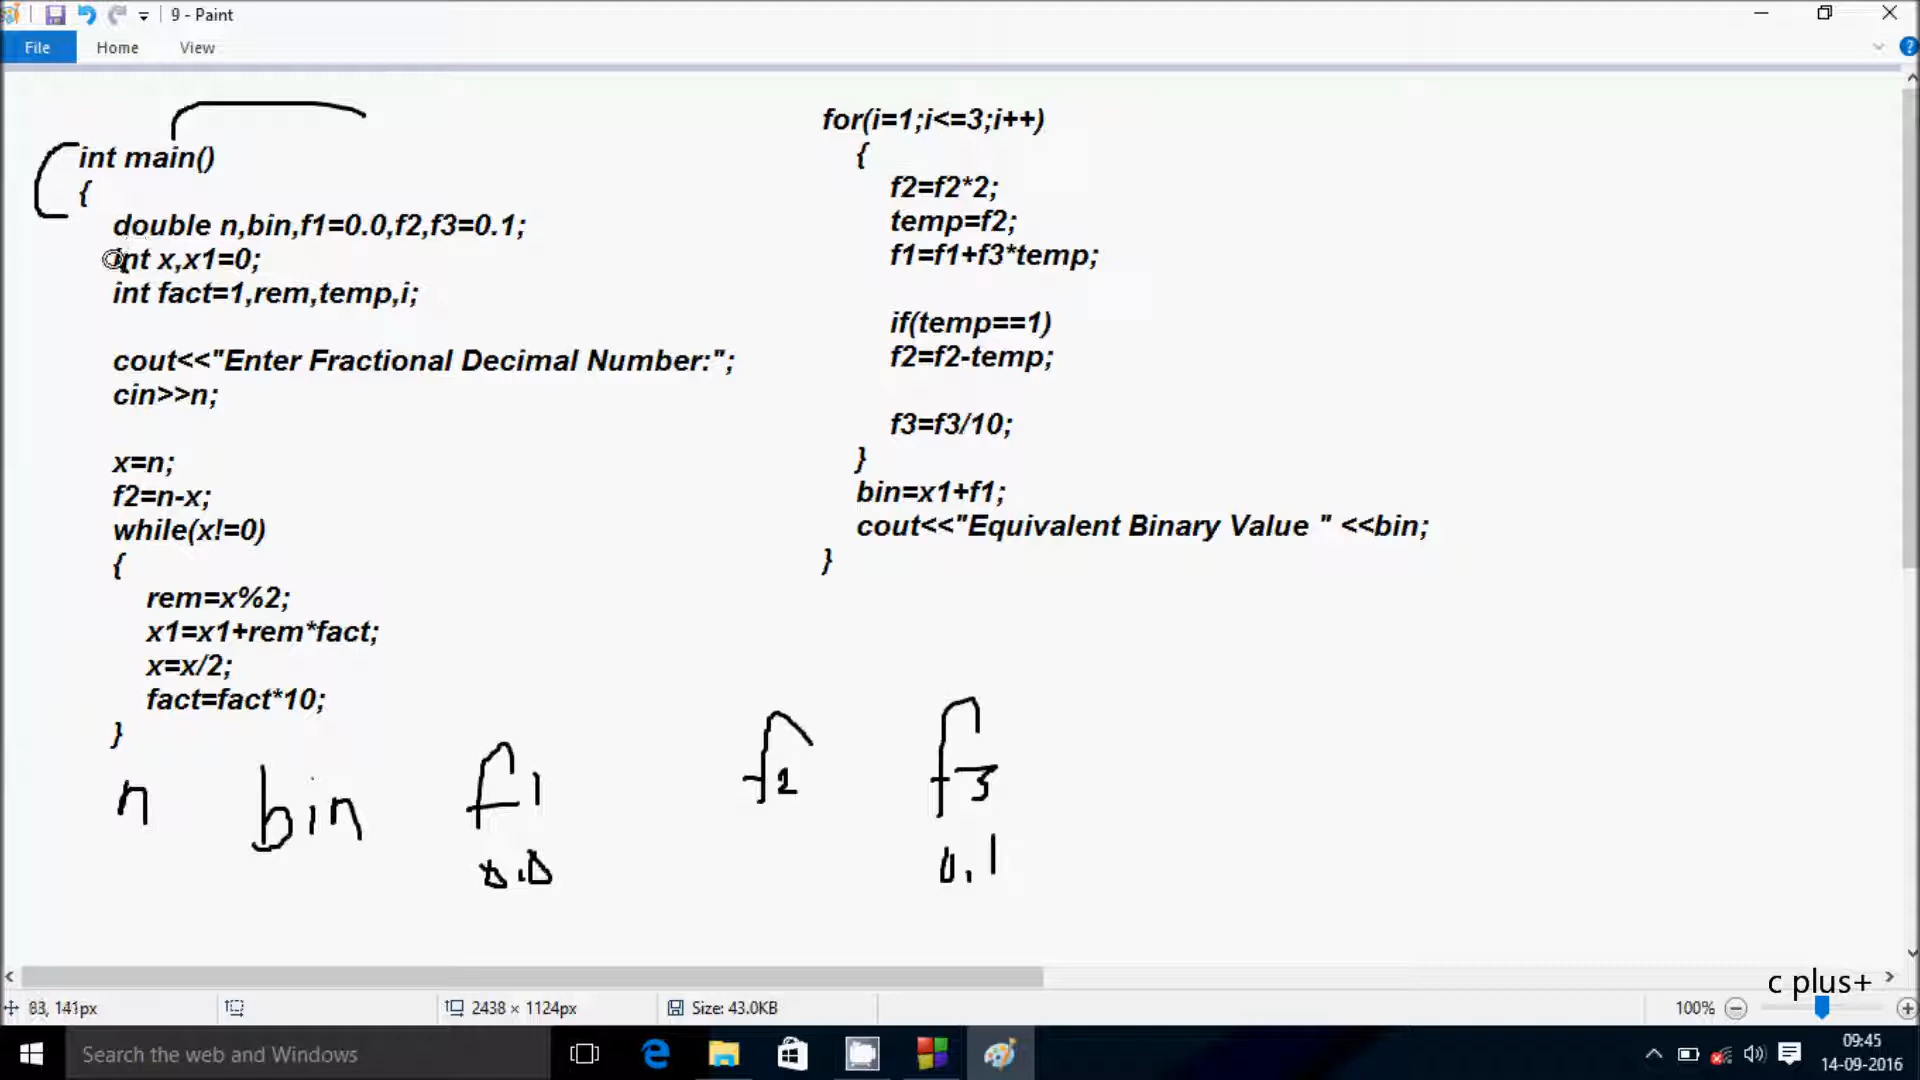 9 - Paint
File Home View
int main()
{
double n,bin,f1=0.0,f2,f3=0.1;
int x,x1=0;
int fact=1,rem,temp,i;
cout<<"Enter Fractional Decimal Number:";
cin>>n;
x=n;
f2=n-x;
while(x!=0)
{
rem=x%2;
x1=x1+rem*fact;
x=x/2;
fact=fact*10;
}
for(i=1;i<=3;i++)
{
f2=f2*2;
temp=f2;
f1=f1+f3*temp;
if(temp==1)
f2=f2-temp;
f3=f3/10;
}
bin=x1+f1;
cout<<"Equivalent Binary Value " <<bin;
}
n bin f1 f2 f3
0.0 0.1
c plus+
83, 141px 2438 × 1124px Size: 43.0KB 100%
Search the web and Windows
09:45
14-09-2016